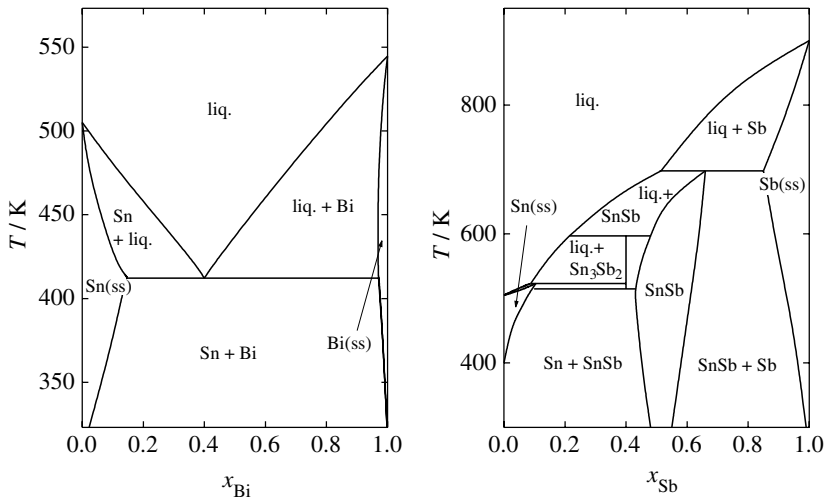 550
500
450
400
350
T / K
liq.
Sn
+ liq.
liq. + Bi
Sn(ss)
Bi(ss)
Sn + Bi
0.0 0.2 0.4 0.6 0.8 1.0
xBi
800
600
400
T / K
liq.
liq + Sb
Sb(ss)
liq.+
SnSb
Sn(ss)
liq.+
Sn3Sb2
SnSb
Sn + SnSb
SnSb + Sb
0.0 0.2 0.4 0.6 0.8 1.0
xSb